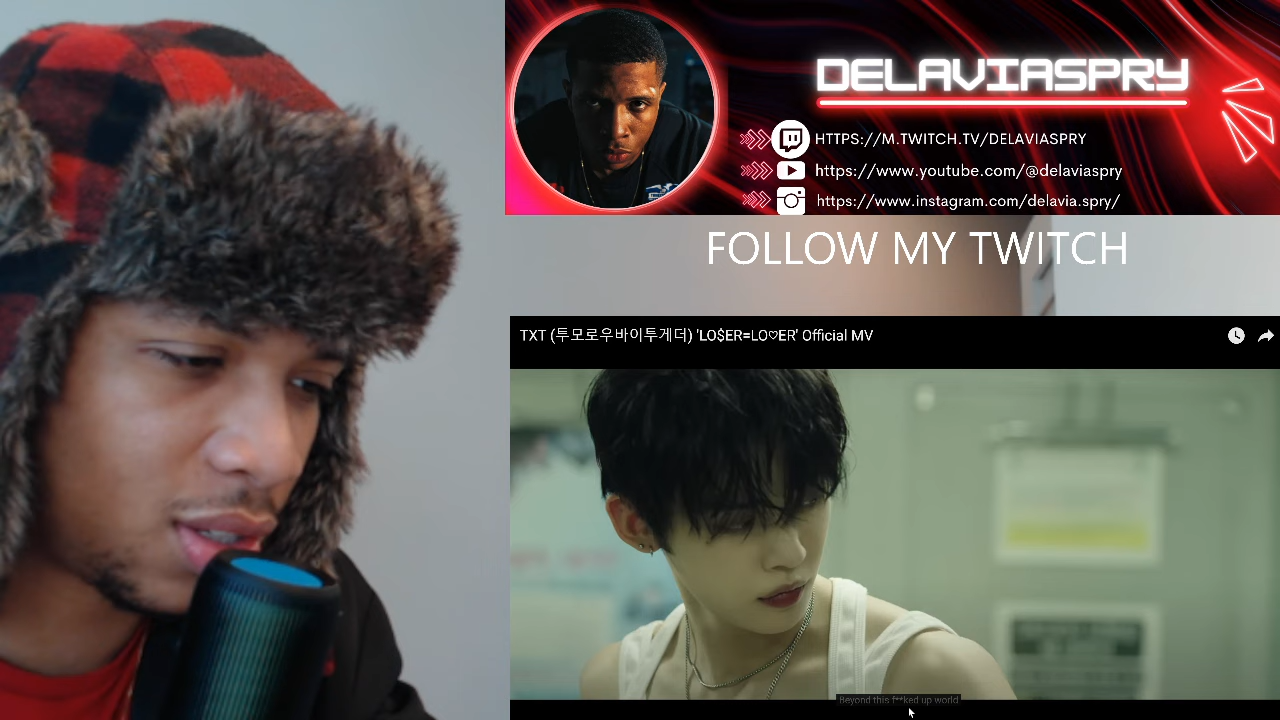 DELAVIASPRY
HTTPS://M.TWITCH.TV/DELAVIASPRY
https://www.youtube.com/@delaviaspry
https://www.instagram.com/delavia.spry/
FOLLOW MY TWITCH
TXT (투모로우바이투게더) 'LO$ER=LO♡ER' Official MV
Beyond this f**ked up world